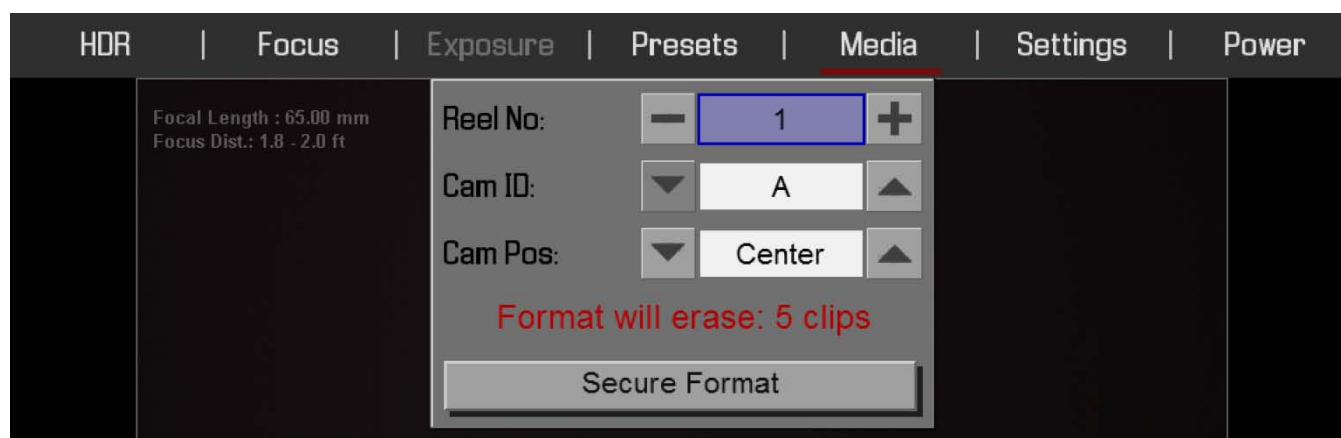 HDR | Focus | Exposure | Presets | Media | Settings | Power
Focal Length : 65.00 mm
Focus Dist.: 1.8 - 2.0 ft
Reel No: 1
Cam ID: A
Cam Pos: Center
Format will erase: 5 clips
Secure Format